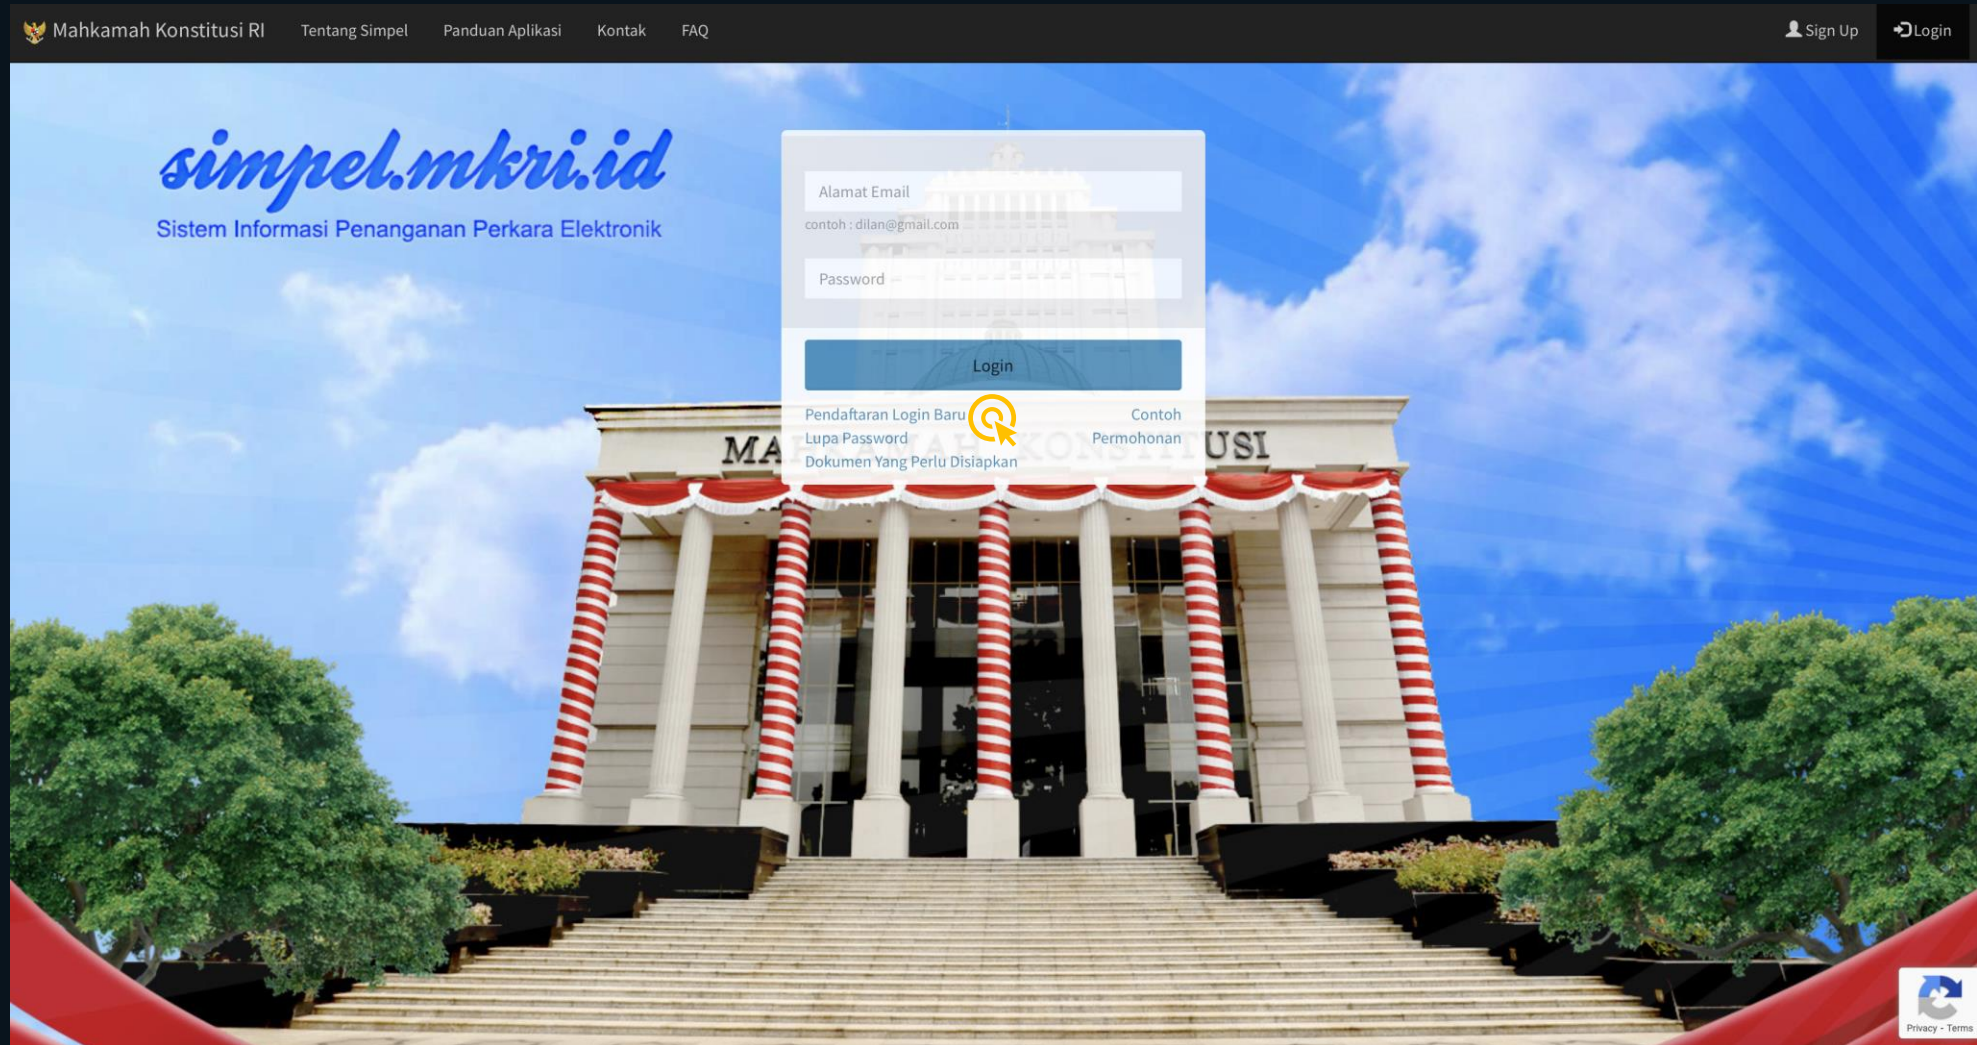 Mahkamah Konstitusi RI Tentang Simpel Panduan Aplikasi Kontak FAQ Sign Up Login
simpel.mkri.id
Sistem Informasi Penanganan Perkara Elektronik
Alamat Email
contoh : dilan@gmail.com
Password
Login
Pendaftaran Login Baru
Lupa Password
Dokumen Yang Perlu Disiapkan
Contoh
Permohonan
MAHKAMAH KONSTITUSI
Privacy - Terms